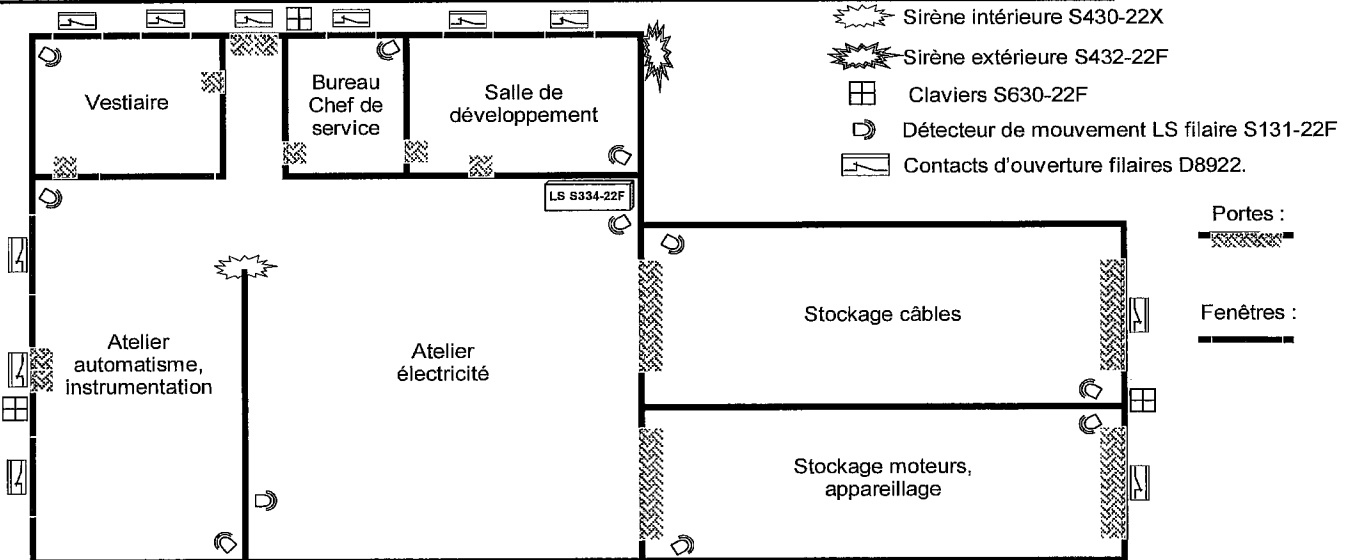 Sirène intérieure S430-22X
Sirène extérieure S432-22F
Claviers S630-22F
Détecteur de mouvement LS filaire S131-22F
Contacts d'ouverture filaires D8922.
Portes :
Fenêtres :
Vestiaire
Bureau
Chef de
service
Salle de
développement
LS S334-22F
Atelier
automatisme,
instrumentation
Atelier
électricité
Stockage câbles
Stockage moteurs,
appareillage